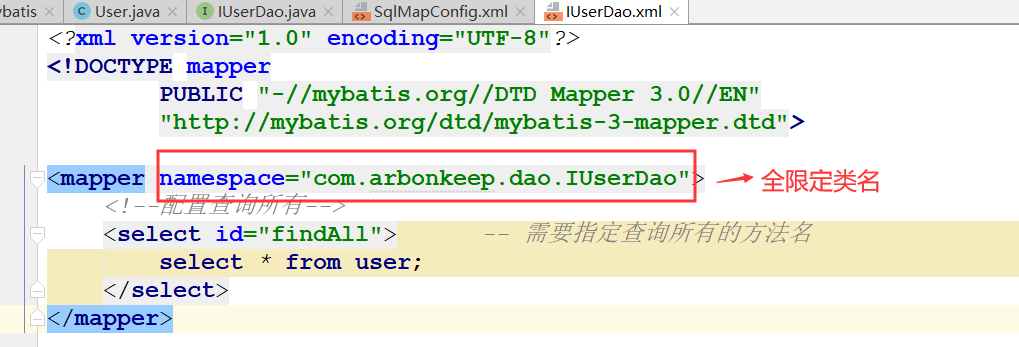 ybatis × User.java × IUserDao.java × SqlMapConfig.xml × IUserDao.xml ×
<?xml version="1.0" encoding="UTF-8"?>
<!DOCTYPE mapper
PUBLIC "-//mybatis.org//DTD Mapper 3.0//EN"
"http://mybatis.org/dtd/mybatis-3-mapper.dtd">
<mapper namespace="com.arbonkeep.dao.IUserDao"> 全限定类名
<!--配置查询所有-->
<select id="findAll"> -- 需要指定查询所有的方法名
select * from user;
</select>
</mapper>